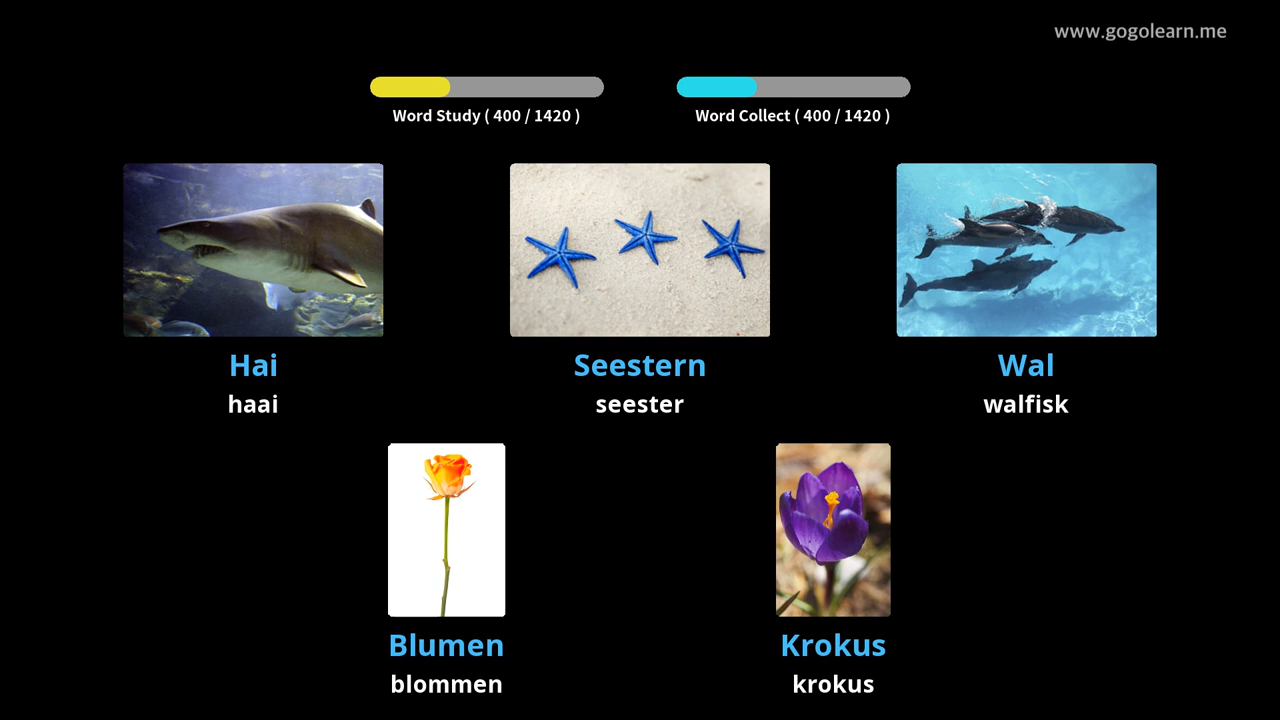 www.gogolearn.me
Word Study ( 400 / 1420 )
Word Collect ( 400 / 1420 )
Hai
haai
Seestern
seester
Wal
walfisk
Blumen
blommen
Krokus
krokus